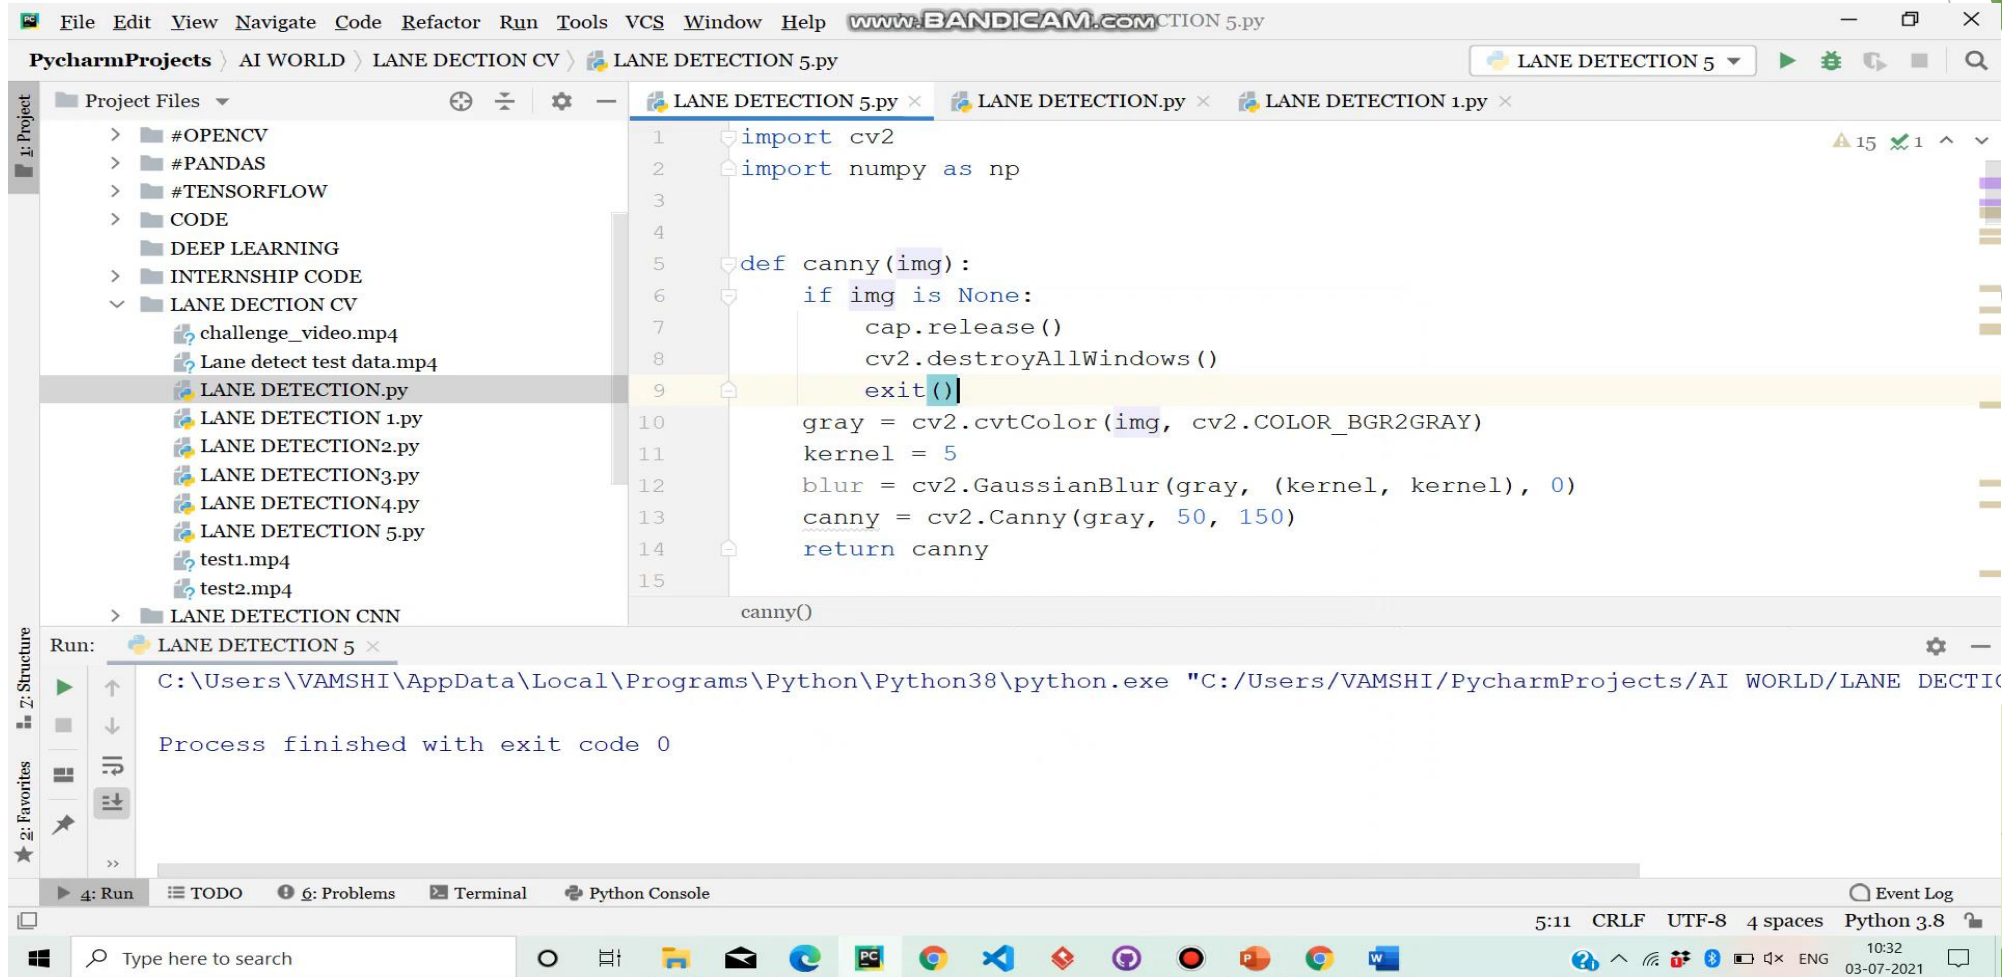 File Edit View Navigate Code Refactor Run Tools VCS Window Help www.BANDICAM.com CTION 5.py
PycharmProjects AI WORLD LANE DECTION CV LANE DETECTION 5.py LANE DETECTION 5
1: Project
Project Files
LANE DETECTION 5.py LANE DETECTION.py LANE DETECTION 1.py
#OPENCV
#PANDAS
#TENSORFLOW
CODE
DEEP LEARNING
INTERNSHIP CODE
LANE DECTION CV
challenge_video.mp4
Lane detect test data.mp4
LANE DETECTION.py
LANE DETECTION 1.py
LANE DETECTION2.py
LANE DETECTION3.py
LANE DETECTION4.py
LANE DETECTION 5.py
test1.mp4
test2.mp4
LANE DETECTION CNN
15 1
1 import cv2
2 import numpy as np
3
4
5 def canny(img):
6 if img is None:
7 cap.release()
8 cv2.destroyAllWindows()
9 exit()
10 gray = cv2.cvtColor(img, cv2.COLOR_BGR2GRAY)
11 kernel = 5
12 blur = cv2.GaussianBlur(gray, (kernel, kernel), 0)
13 canny = cv2.Canny(gray, 50, 150)
14 return canny
15
canny()
Z: Structure
2: Favorites
Run: LANE DETECTION 5
C:\Users\VAMSHI\AppData\Local\Programs\Python\Python38\python.exe "C:/Users/VAMSHI/PycharmProjects/AI WORLD/LANE DECTIO
Process finished with exit code 0
4: Run TODO 6: Problems Terminal Python Console Event Log
5:11 CRLF UTF-8 4 spaces Python 3.8
Type here to search
ENG
10:32
03-07-2021